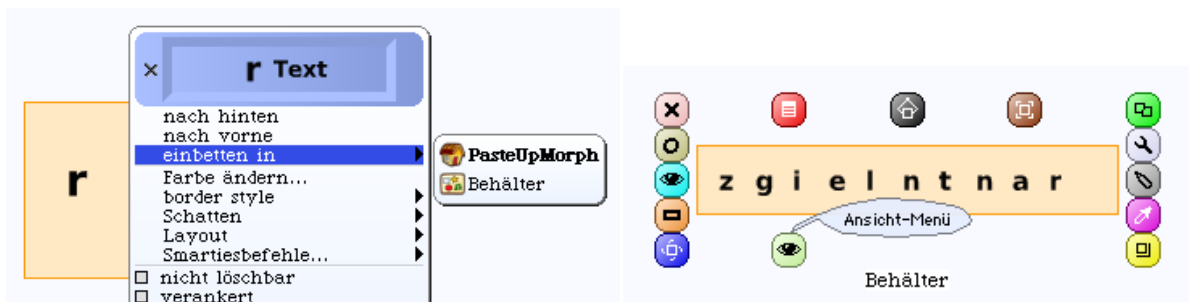 r Text
nach hinten
nach vorne
einbetten in
Farbe ändern...
border style
Schatten
Layout
Smartiesbefehle...
nicht löschbar
verankert
r
PasteUpMorph
Behälter
z g i e l n t n a r
Ansicht-Menü
Behälter